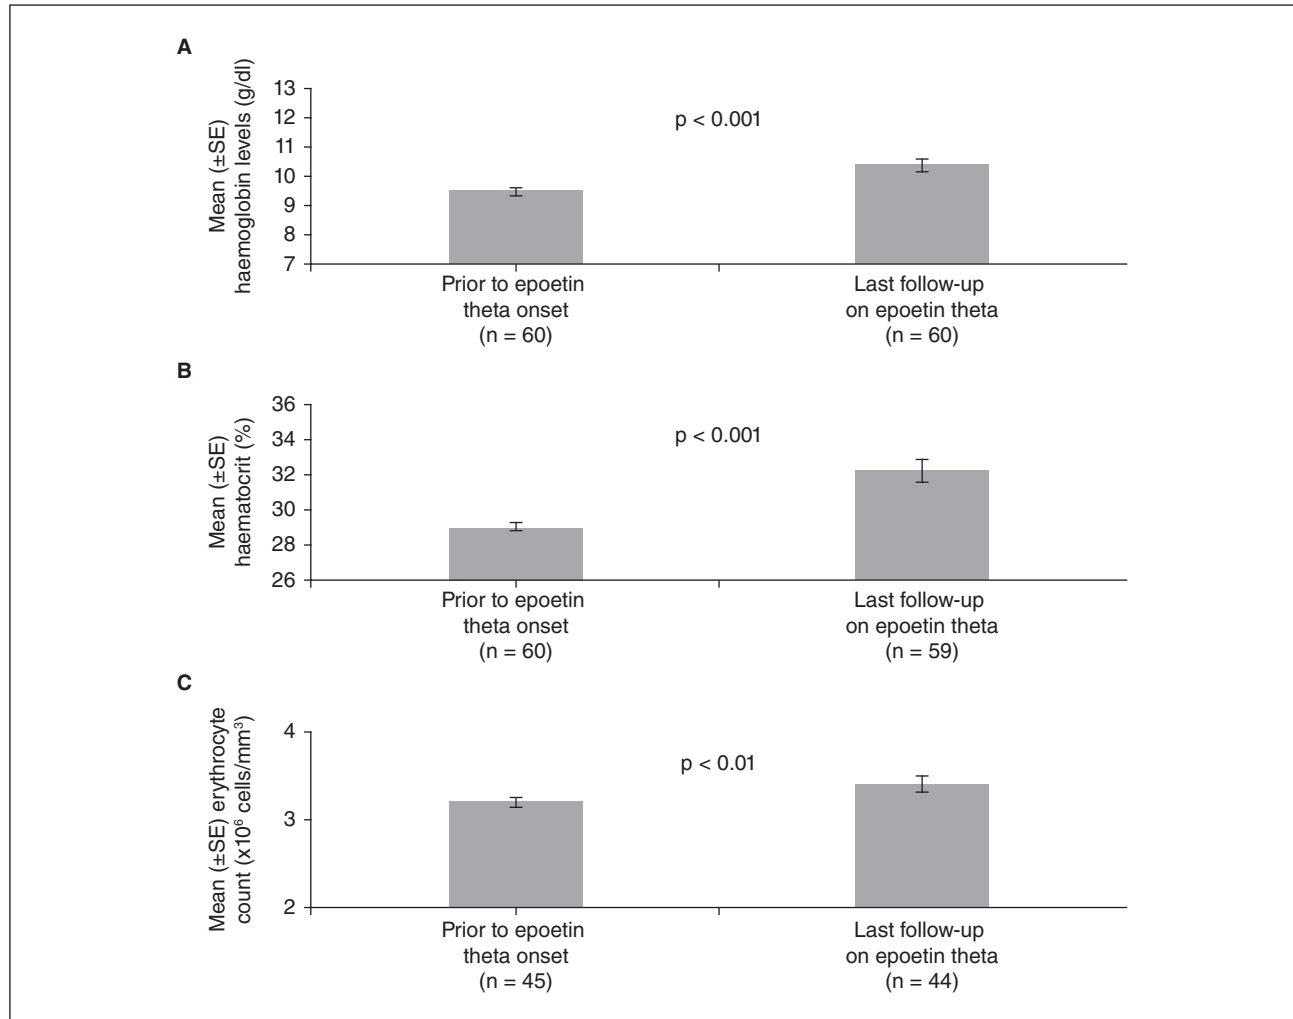 A
Mean (±SE)
haemoglobin levels (g/dl)
13
12
11
10
9
8
7
p < 0.001
Prior to epoetin
theta onset
(n = 60)
Last follow-up
on epoetin theta
(n = 60)
B
Mean (±SE)
haematocrit (%)
36
34
32
30
28
26
p < 0.001
Prior to epoetin
theta onset
(n = 60)
Last follow-up
on epoetin theta
(n = 59)
C
Mean (±SE) erythrocyte
count (x10⁶ cells/mm³)
4
3
2
p < 0.01
Prior to epoetin
theta onset
(n = 45)
Last follow-up
on epoetin theta
(n = 44)